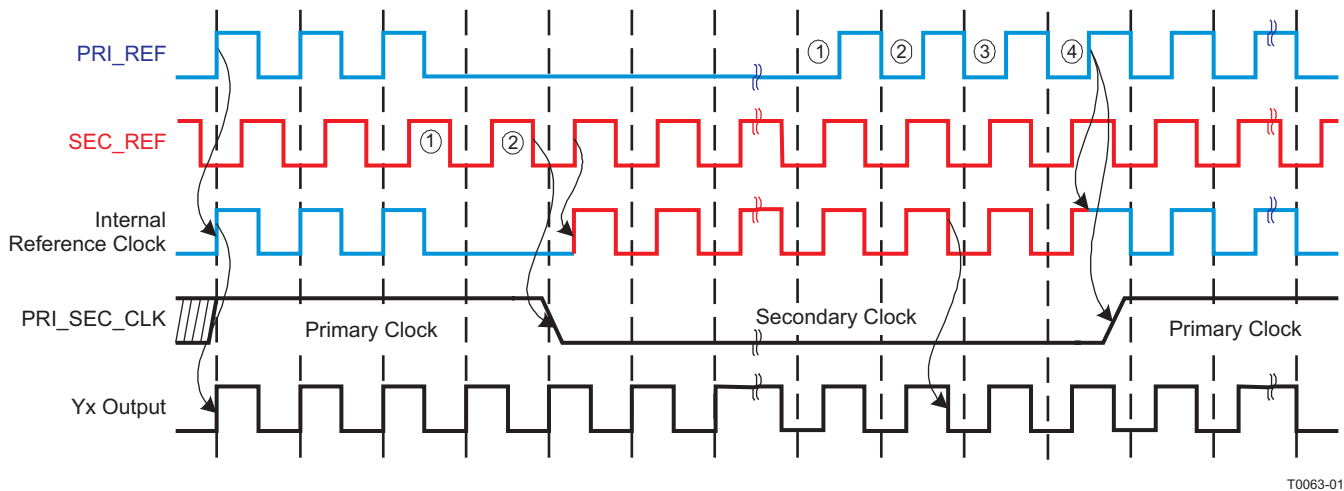 PRI_REF
① ② ③ ④
SEC_REF
① ②
Internal
Reference Clock
PRI_SEC_CLK
Primary Clock
Secondary Clock
Primary Clock
Yx Output
T0063-01